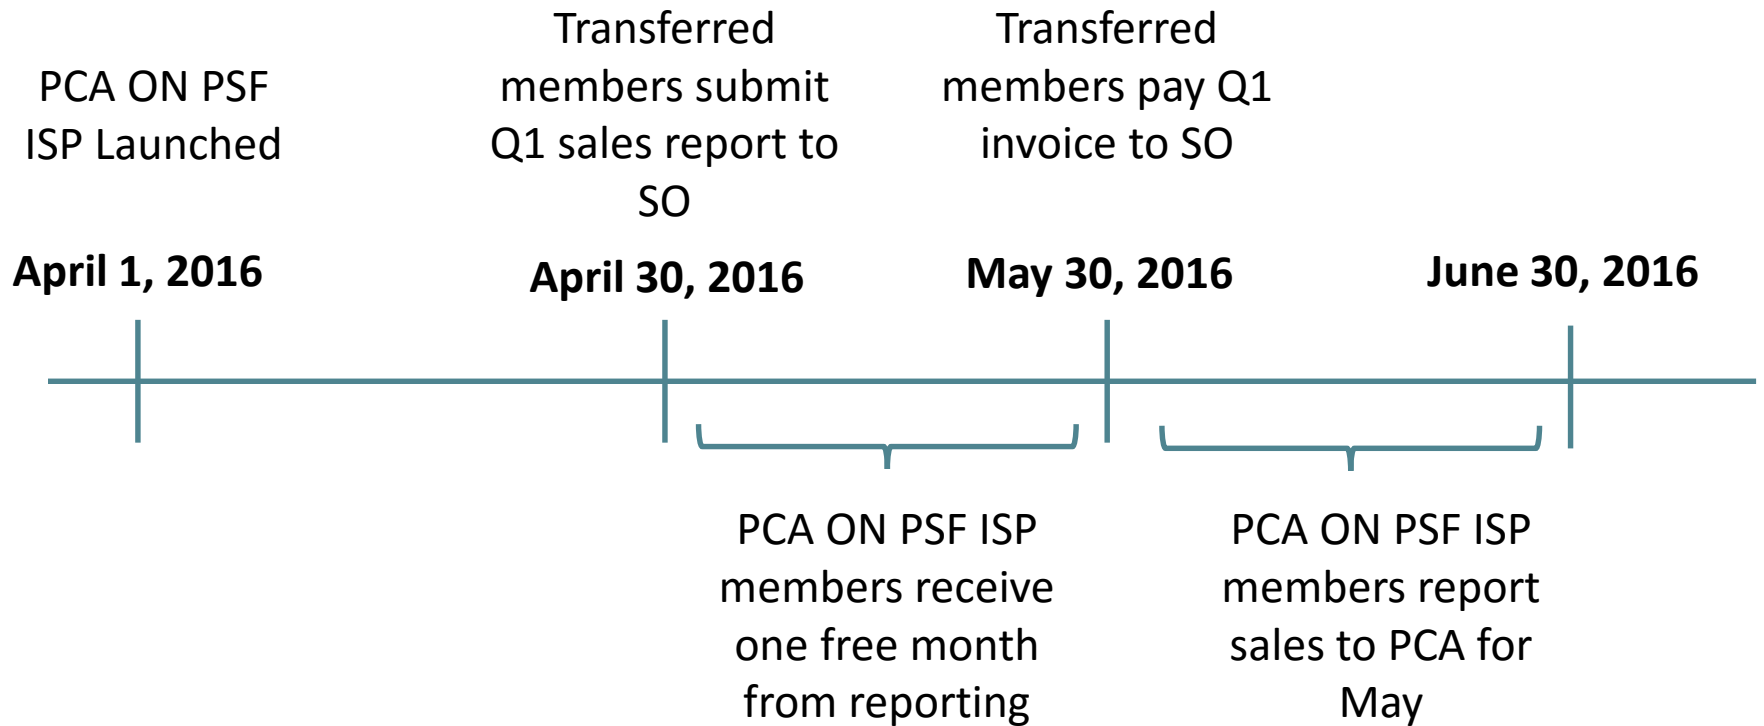 PCA ON PSF
ISP Launched
Transferred
members submit
Q1 sales report to
SO
Transferred
members pay Q1
invoice to SO
April 1, 2016
April 30, 2016
May 30, 2016
June 30, 2016
PCA ON PSF ISP
members receive
one free month
from reporting
PCA ON PSF ISP
members report
sales to PCA for
May